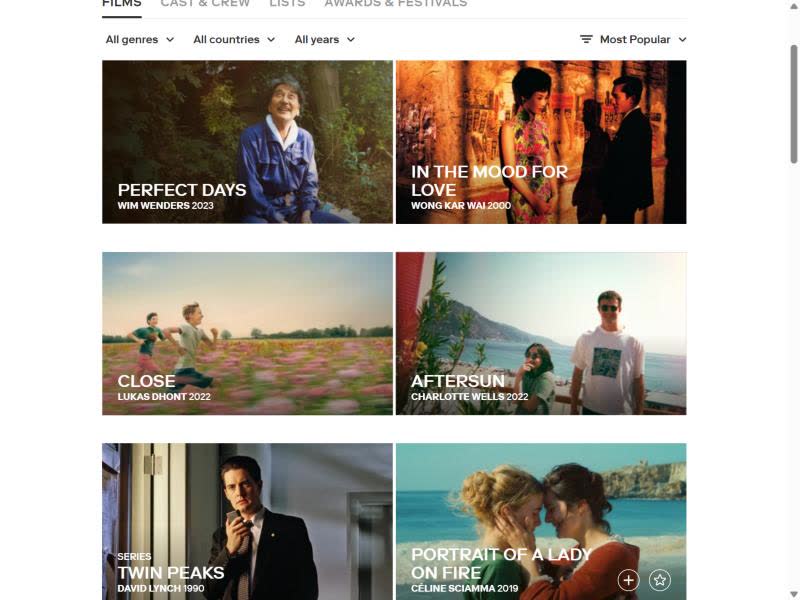 FILMS CAST & CREW LISTS AWARDS & FESTIVALS
All genres All countries All years Most Popular
PERFECT DAYS
WIM WENDERS 2023
IN THE MOOD FOR
LOVE
WONG KAR WAI 2000
CLOSE
LUKAS DHONT 2022
AFTERSUN
CHARLOTTE WELLS 2022
SERIES
TWIN PEAKS
DAVID LYNCH 1990
PORTRAIT OF A LADY
ON FIRE
CÉLINE SCIAMMA 2019